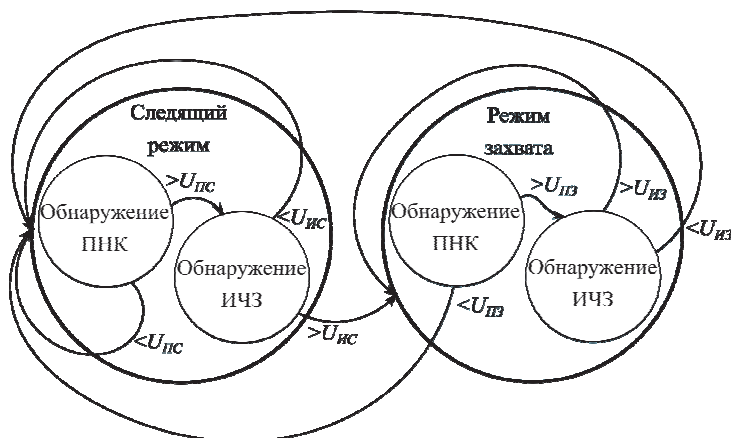 Следящий
режим
Обнаружение
ПНК
>UПС
Обнаружение
ИЧЗ
<UИС
<UПС
>UИС
Режим
захвата
Обнаружение
ПНК
>UПЗ
Обнаружение
ИЧЗ
>UИЗ
<UИЗ
<UПЗ